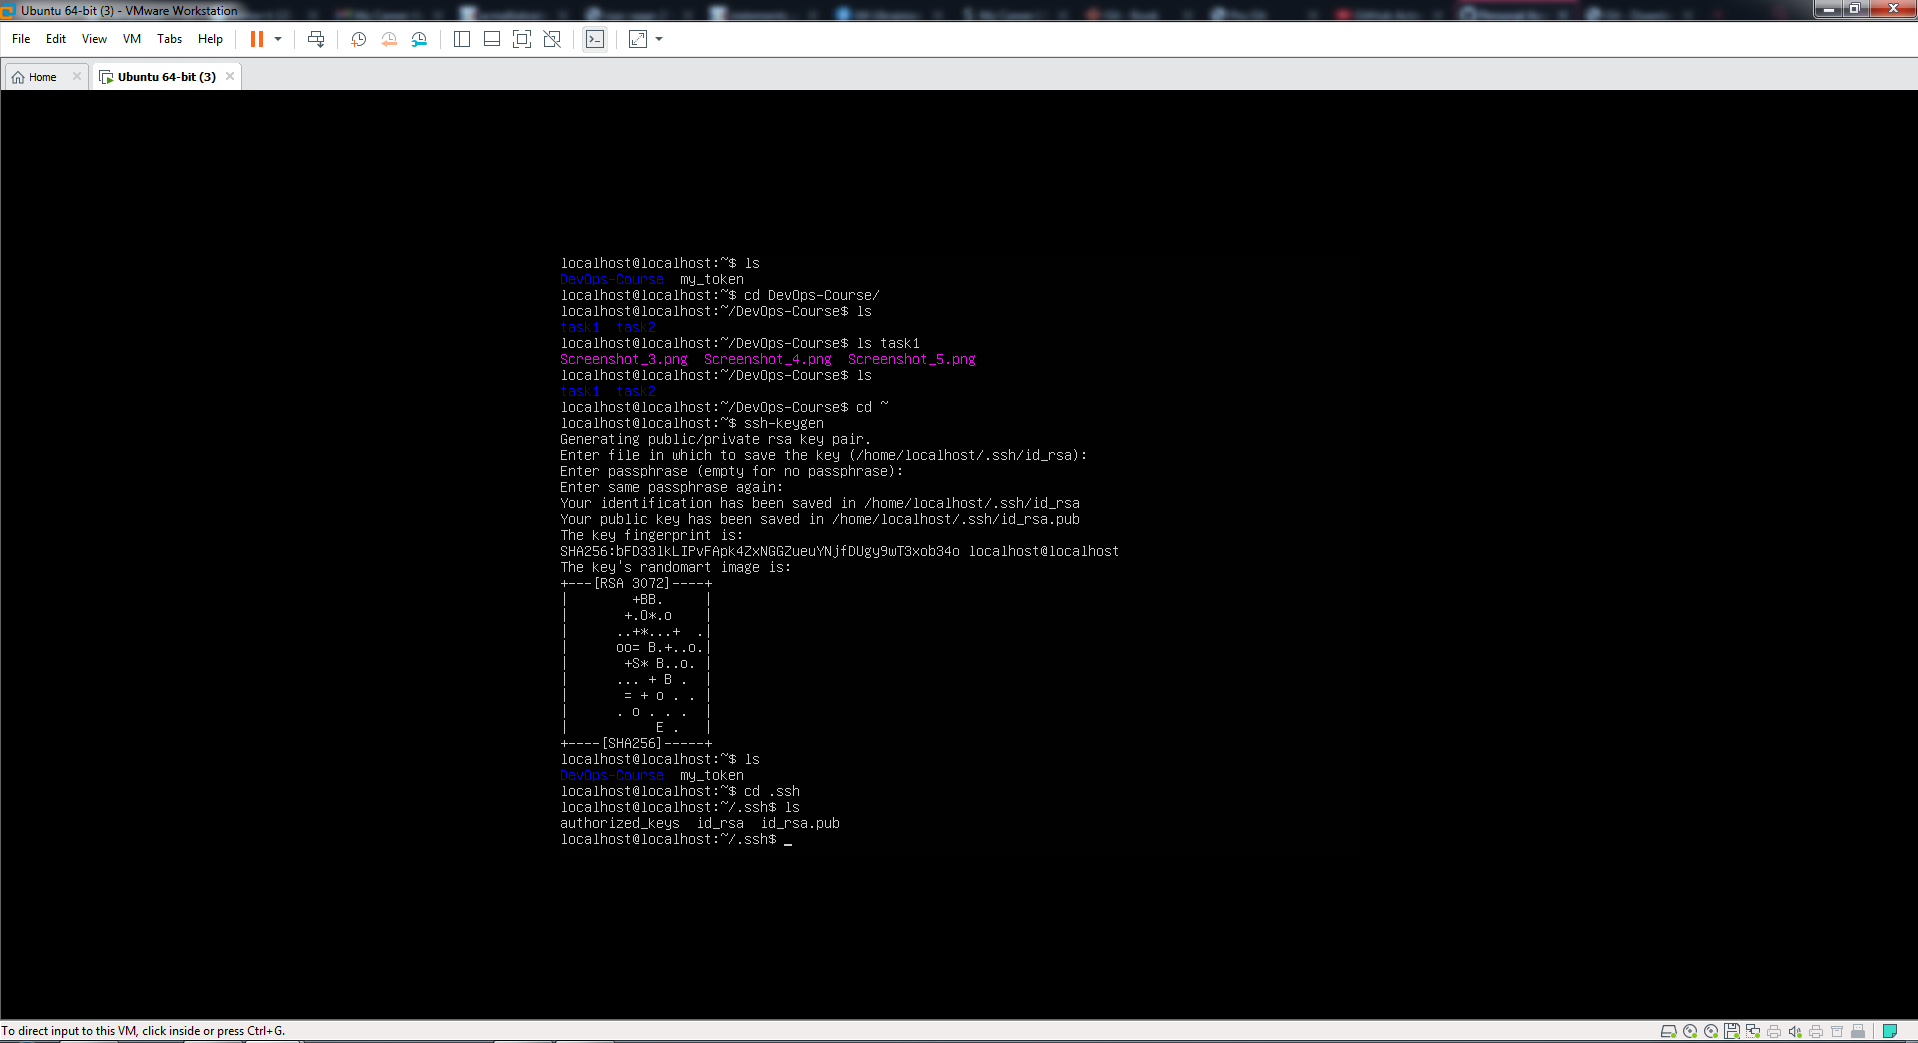 Ubuntu 64-bit (3) - VMware Workstation
File Edit View VM Tabs Help
Home Ubuntu 64-bit (3)
localhost@localhost:~$ ls
DevOps-Course my_token
localhost@localhost:~$ cd DevOps-Course/
localhost@localhost:~/DevOps-Course$ ls
task1 task2
localhost@localhost:~/DevOps-Course$ ls task1
Screenshot_3.png Screenshot_4.png Screenshot_5.png
localhost@localhost:~/DevOps-Course$ ls
task1 task2
localhost@localhost:~/DevOps-Course$ cd ~
localhost@localhost:~$ ssh-keygen
Generating public/private rsa key pair.
Enter file in which to save the key (/home/localhost/.ssh/id_rsa):
Enter passphrase (empty for no passphrase):
Enter same passphrase again:
Your identification has been saved in /home/localhost/.ssh/id_rsa
Your public key has been saved in /home/localhost/.ssh/id_rsa.pub
The key fingerprint is:
SHA256:bFD33lkLIPvFApk4ZxNGGZueuYNjfDUgy9wT3xob34o localhost@localhost
The key's randomart image is:
+---[RSA 3072]----+
|        +BB.     |
|       +.O*.o    |
|      ..+*...+  .|
|      oo= B.+..o.|
|       +S* B..o. |
|      ... + B .  |
|       = + o . . |
|      . o . . .  |
|           E .   |
+----[SHA256]-----+
localhost@localhost:~$ ls
DevOps-Course my_token
localhost@localhost:~$ cd .ssh
localhost@localhost:~/.ssh$ ls
authorized_keys id_rsa id_rsa.pub
localhost@localhost:~/.ssh$ _
To direct input to this VM, click inside or press Ctrl+G.